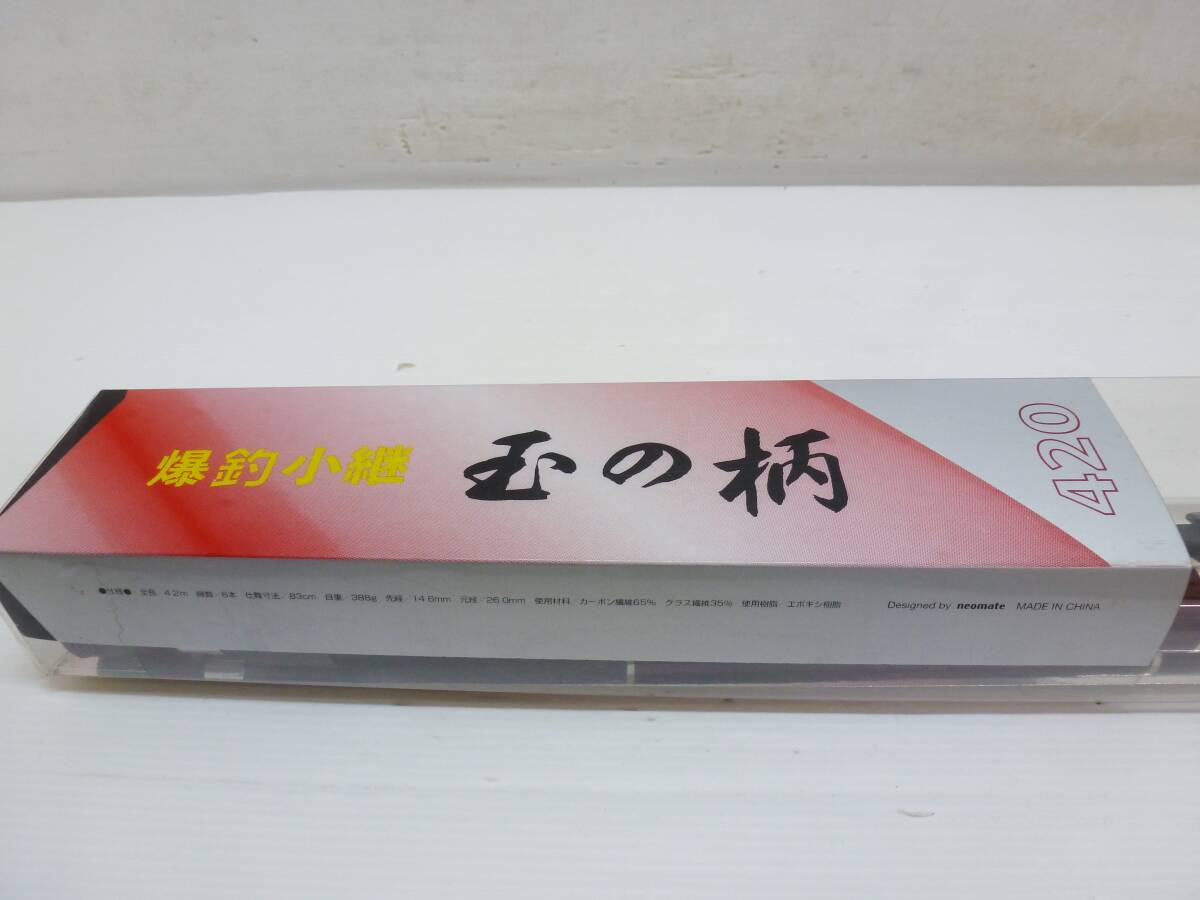 爆釣小継 玉の柄
420
●仕様● 全長/4.2m 継数/6本 仕舞寸法/83cm 自重/388g 先径/14.6mm 元径/26.0mm 使用材料/カーボン繊維65% グラス繊維35% 使用樹脂/エポキシ樹脂
Designed by neomate MADE IN CHINA